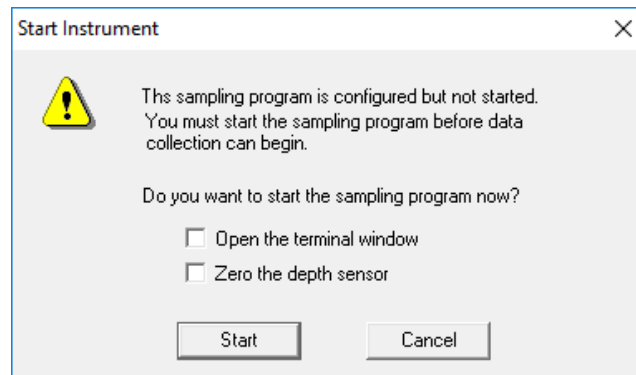 Start Instrument
Ths sampling program is configured but not started.
You must start the sampling program before data
collection can begin.
Do you want to start the sampling program now?
Open the terminal window
Zero the depth sensor
Start Cancel